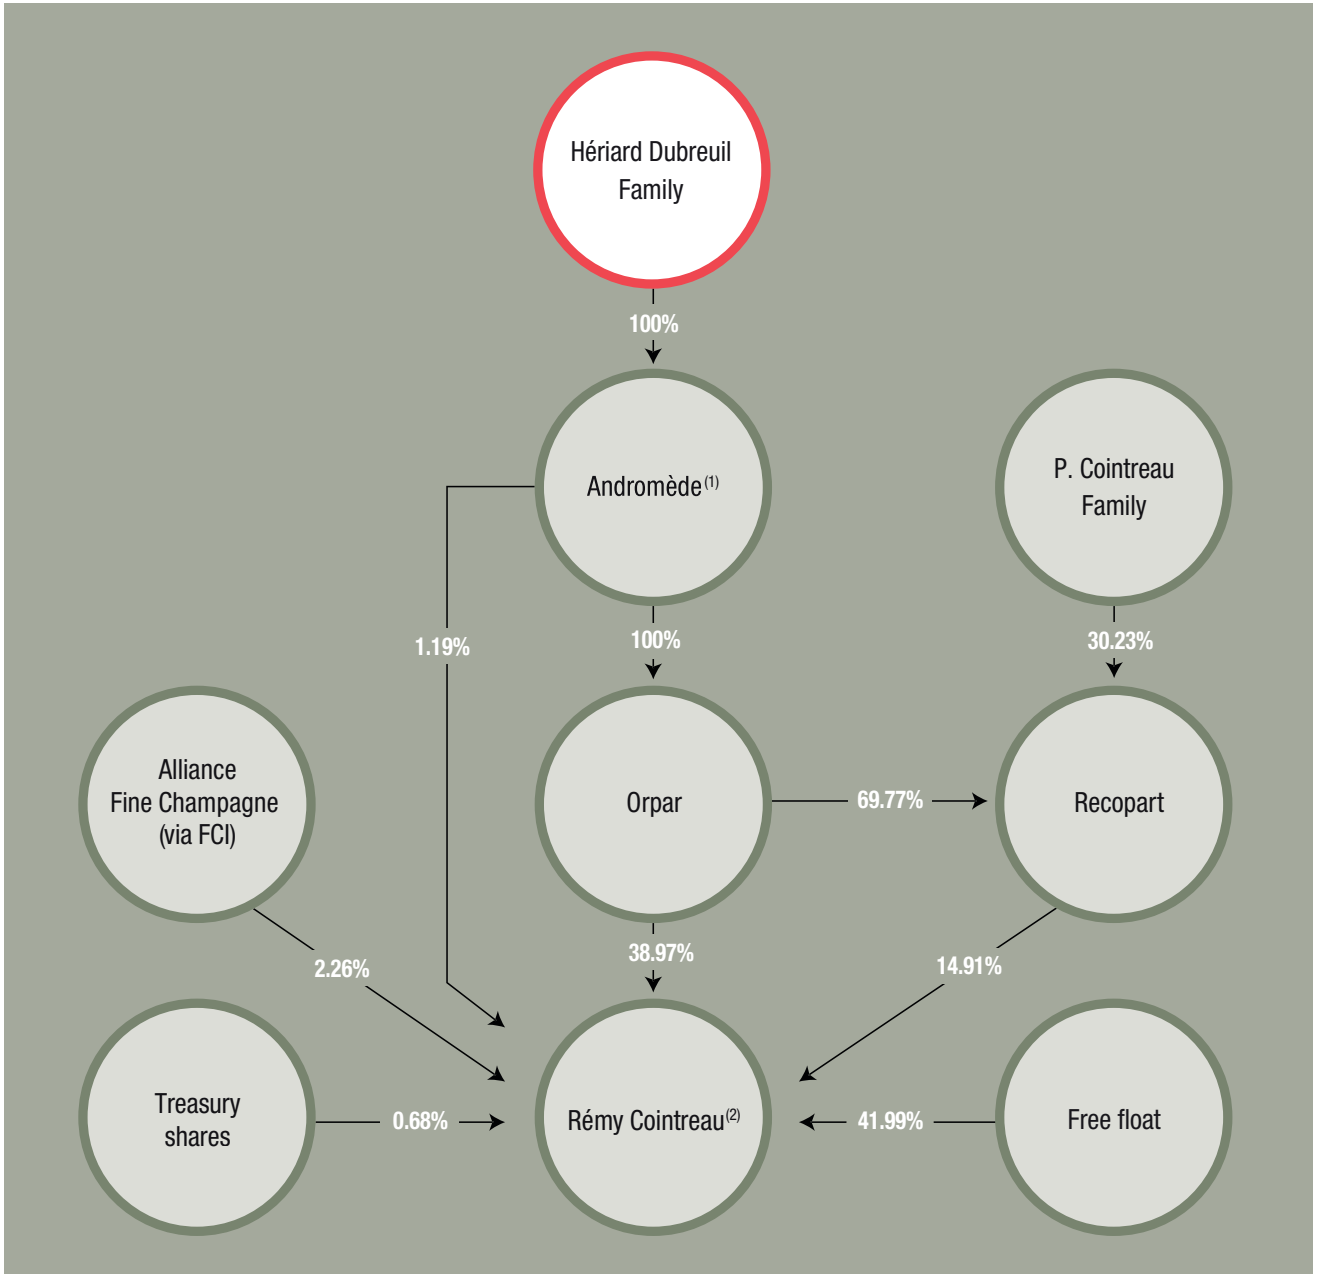 Hériard Dubreuil
Family
100%
Andromède(1)
P. Cointreau
Family
1.19%
100%
30.23%
Alliance
Fine Champagne
(via FCI)
Orpar
69.77%
Recopart
2.26%
38.97%
14.91%
Treasury
shares
0.68%
Rémy Cointreau(2)
41.99%
Free float